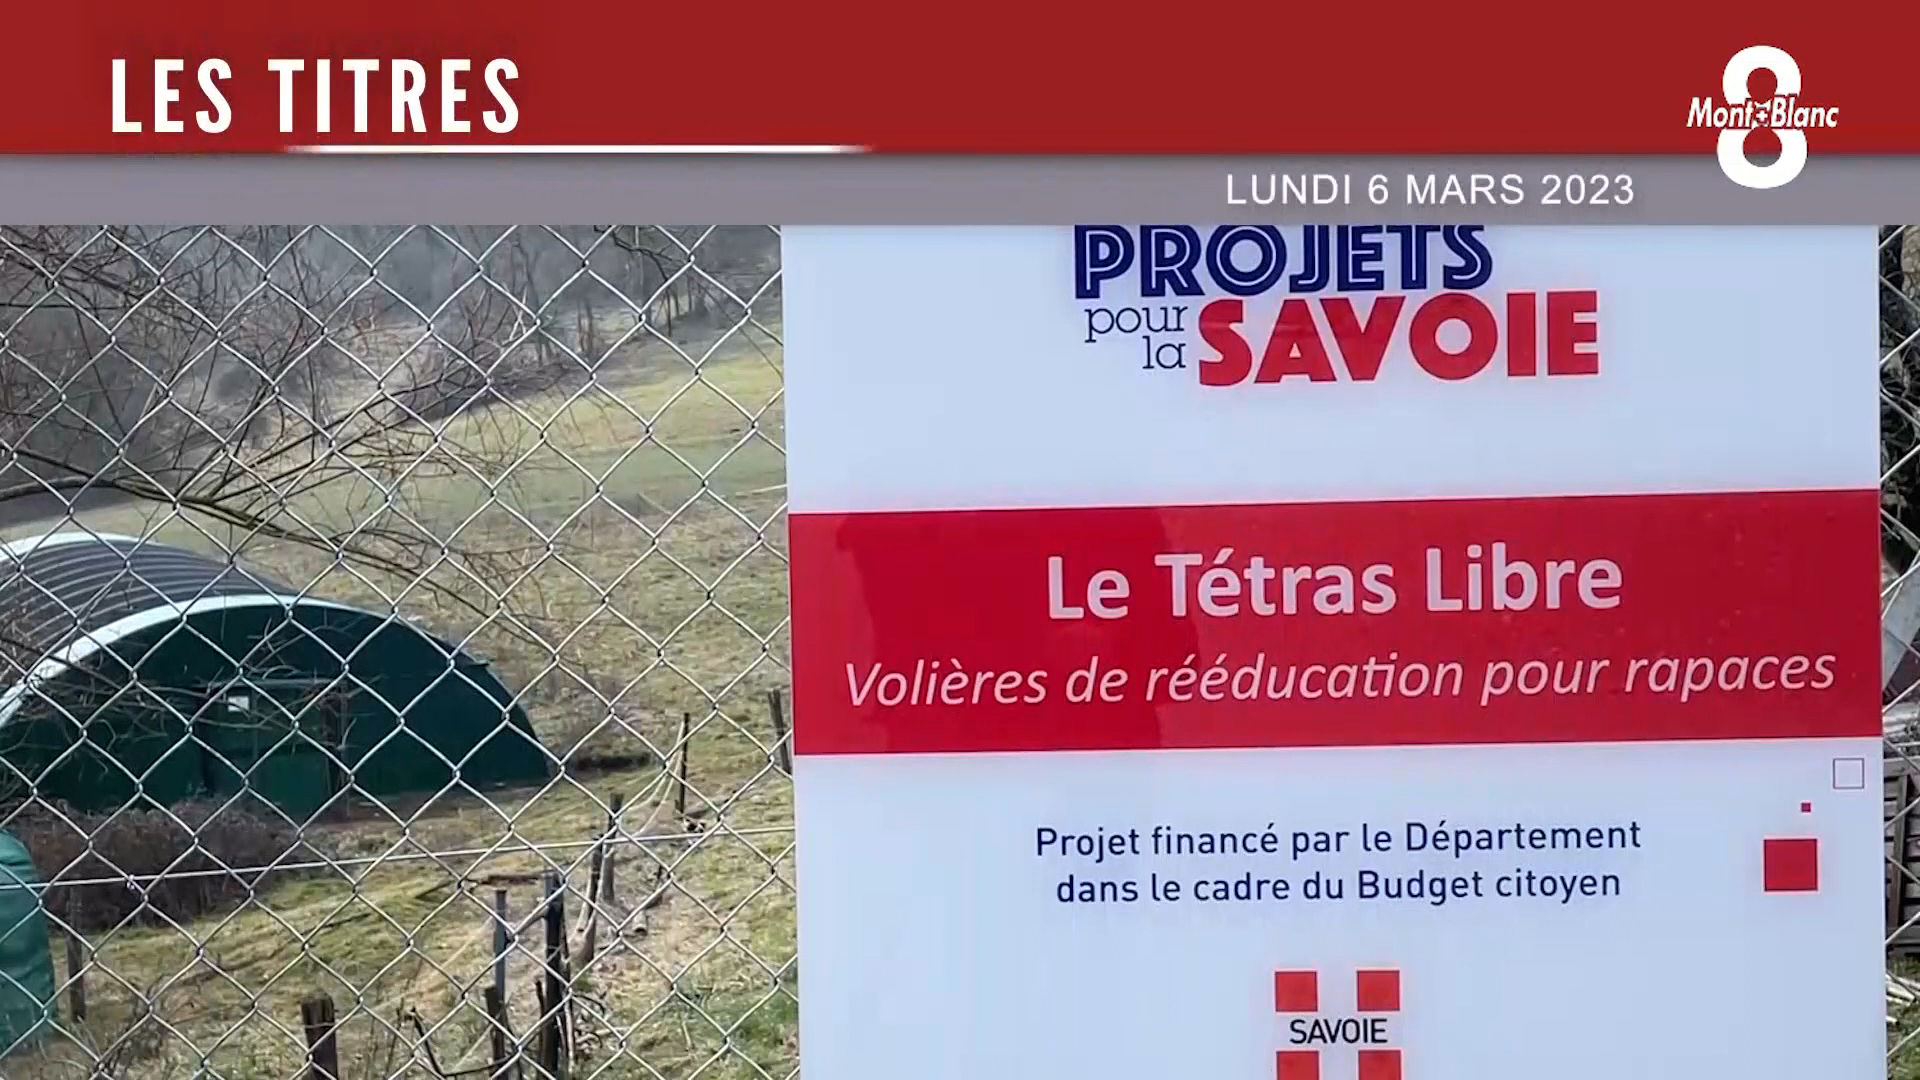 LES TITRES
8
Mont Blanc
LUNDI 6 MARS 2023
PROJETS
pour
la SAVOIE
Le Tétras Libre
Volières de rééducation pour rapaces
Projet financé par le Département
dans le cadre du Budget citoyen
SAVOIE